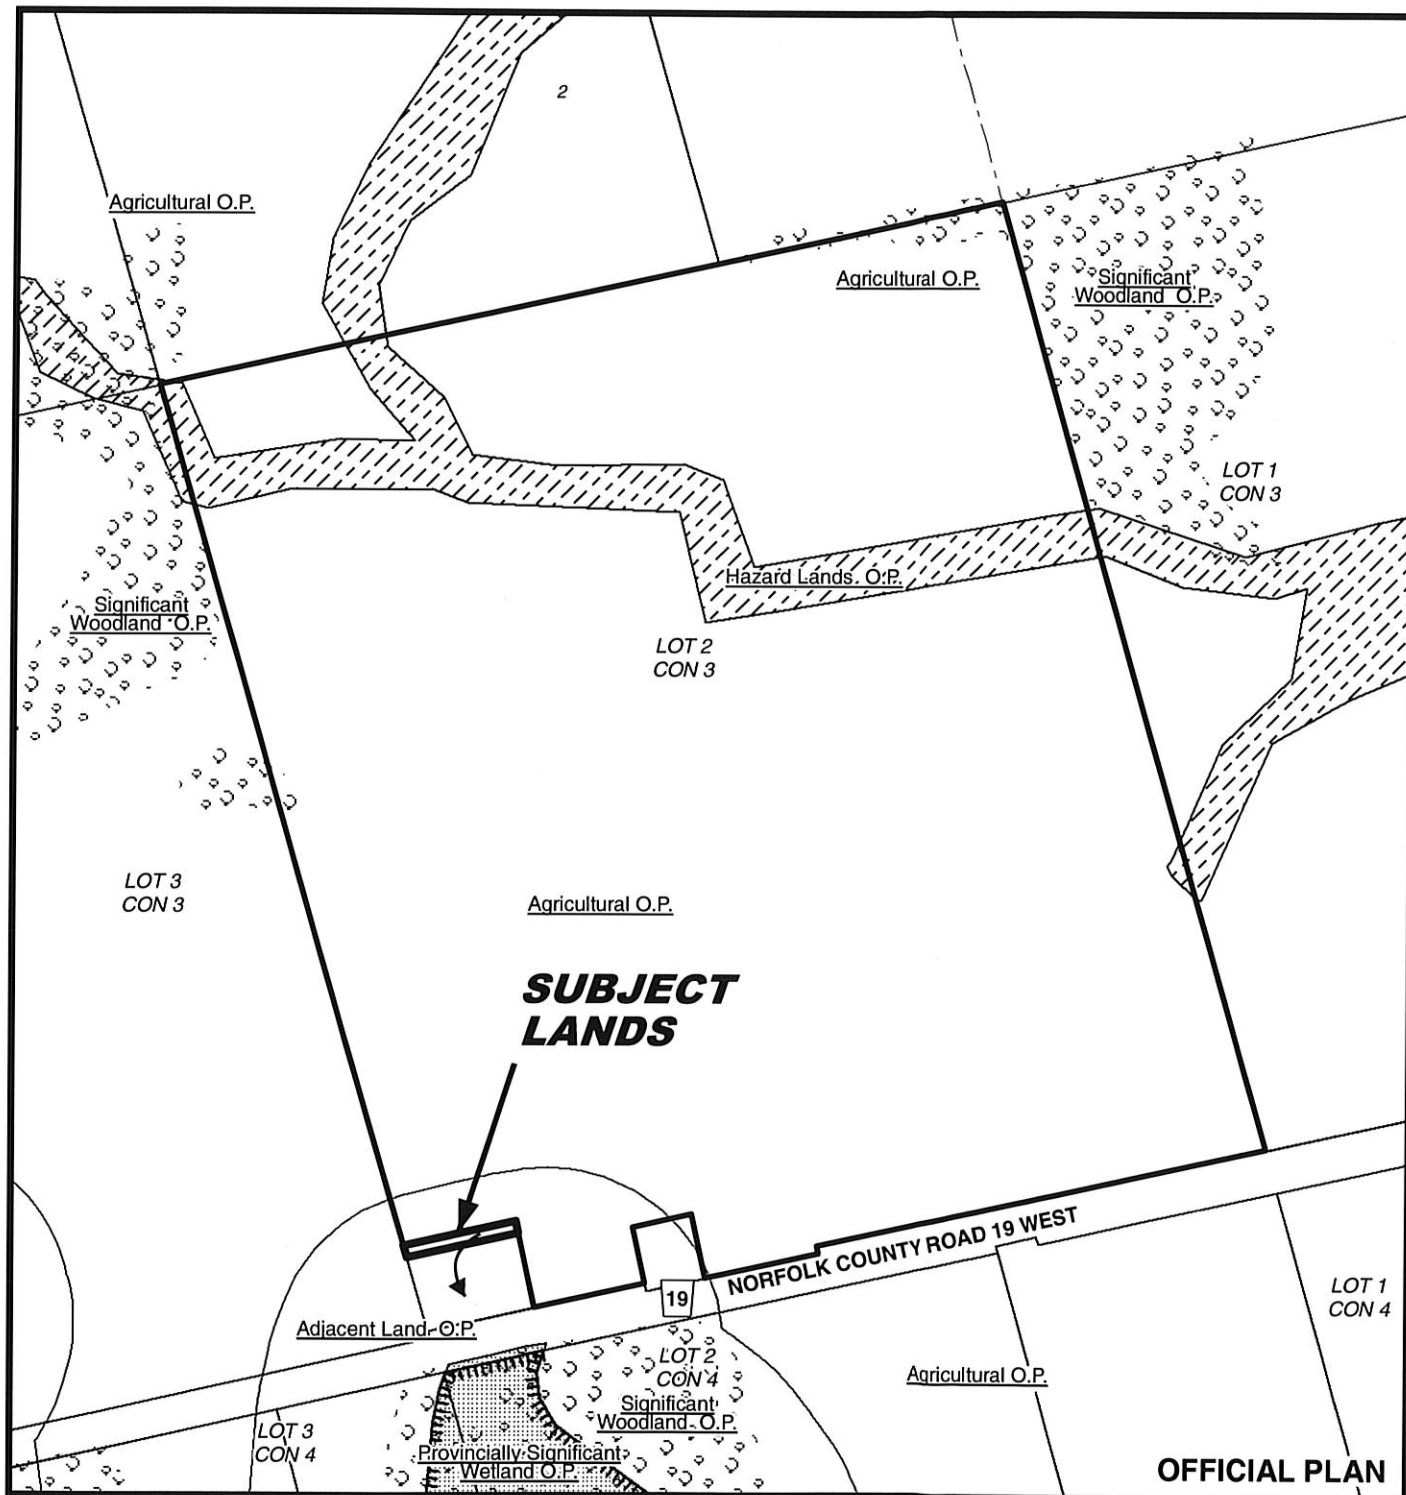 2
Agricultural O.P.
Agricultural O.P.
Significant
Woodland O.P.
LOT 1
CON 3
Hazard Lands O.P.
Significant
Woodland O.P.
LOT 2
CON 3
LOT 3
CON 3
Agricultural O.P.
SUBJECT
LANDS
NORFOLK COUNTY ROAD 19 WEST
19
LOT 1
CON 4
Adjacent Land O.P.
LOT 2
CON 4
Agricultural O.P.
Significant
Woodland O.P.
LOT 3
CON 4
Provincially Significant
Wetland O.P.
OFFICIAL PLAN